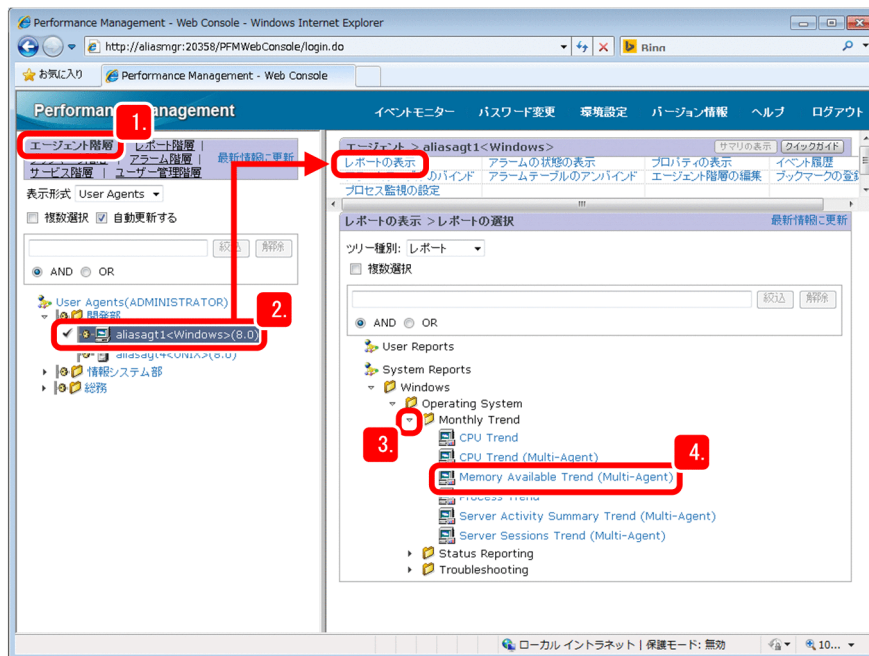 Performance Management - Web Console - Windows Internet Explorer
http://aliasmgr:20358/PFMWebConsole/login.do
Bing
お気に入り
Performance Management - Web Console
Performance Management
イベントモニター パスワード変更 環境設定 バージョン情報 ヘルプ ログアウト
1.
エージェント階層 レポート階層 |
アラーム階層 | 最新情報に更新
サービス階層 | ユーザー管理階層
表示形式 User Agents
複数選択 自動更新する
絞込 解除
AND OR
User Agents(ADMINISTRATOR)
開発部
2.
aliasagt1<Windows>(8.0)
aliasagt4<UNIX>(8.0)
情報システム部
総務
エージェント > aliasagt1<Windows>
サマリの表示 クイックガイド
レポートの表示 アラームの状態の表示 プロパティの表示 イベント履歴
のバインド アラームテーブルのアンバインド エージェント階層の編集 ブックマークの登録
プロセス監視の設定
レポートの表示 >レポートの選択 最新情報に更新
ツリー種別: レポート
複数選択
絞込 解除
AND OR
User Reports
System Reports
Windows
Operating System
Monthly Trend
3.
CPU Trend
CPU Trend (Multi-Agent)
4.
Memory Available Trend (Multi-Agent)
Process Trend
Server Activity Summary Trend (Multi-Agent)
Server Sessions Trend (Multi-Agent)
Status Reporting
Troubleshooting
ローカル イントラネット | 保護モード: 無効
10...